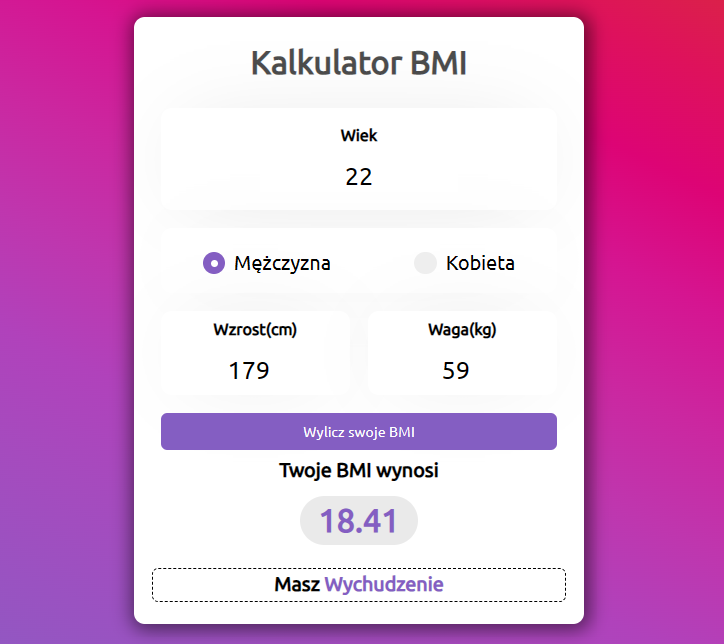 Kalkulator BMI
Wiek
22
Mężczyzna Kobieta
Wzrost(cm) Waga(kg)
179 59
Wylicz swoje BMI
Twoje BMI wynosi
18.41
Masz Wychudzenie